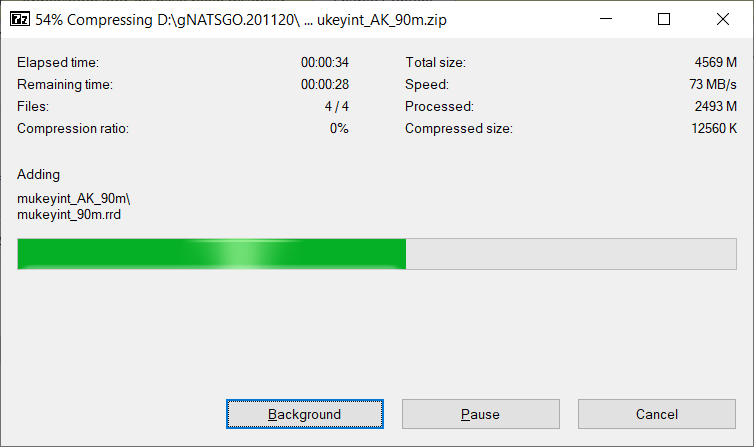 7z 54% Compressing D:\gNATSGO.201120\ ... ukeyint_AK_90m.zip
Elapsed time: 00:00:34 Total size: 4569 M
Remaining time: 00:00:28 Speed: 73 MB/s
Files: 4 / 4 Processed: 2493 M
Compression ratio: 0% Compressed size: 12560 K
Adding
mukeyint_AK_90m\
mukeyint_90m.rrd
Background Pause Cancel